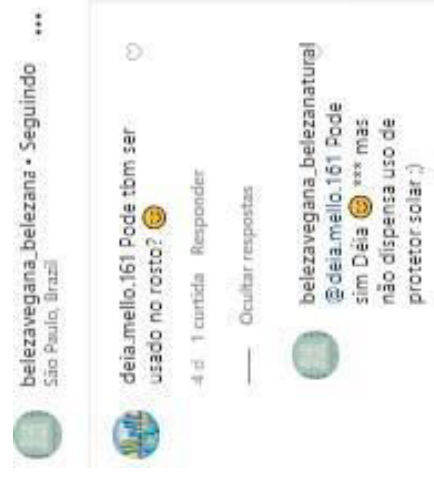 belezavegana_belezana • Seguindo
São Paulo, Brazil
deia.mello.161 Pode tbm ser
usado no rosto? 😊
4 d 1 curtida Responder
Ocultar respostas
belezavegana_belezanatural
@deia.mello.161 Pode
sim Déia 😊 *** mas
não dispensa uso de
protetor solar ;)